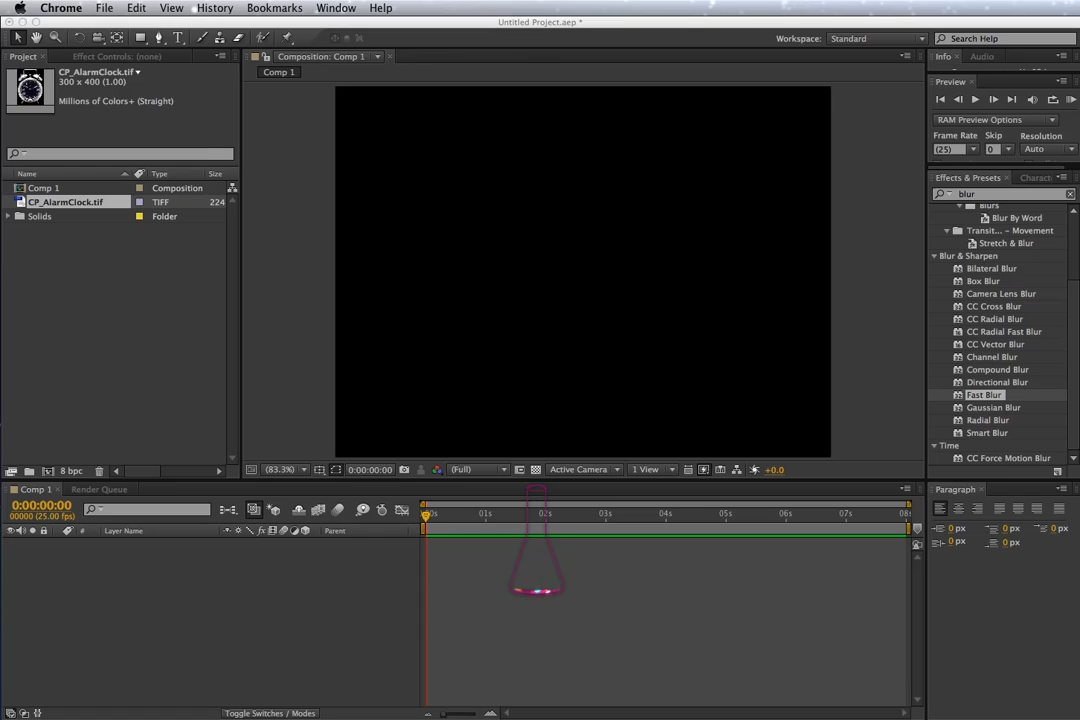 Chrome File Edit View History Bookmarks Window Help
Untitled Project.aep *
Workspace: Standard Search Help
Project Effect Controls: (none) Composition: Comp 1 Info Audio
CP_AlarmClock.tif
300 x 400 (1.00)
Millions of Colors+ (Straight)
Comp 1
Preview
RAM Preview Options
Frame Rate Skip Resolution
(25) 0 Auto
Name Type Size
Comp 1 Composition
CP_AlarmClock.tif TIFF 224
Solids Folder
Effects & Presets Charact
blur
Blurs
Blur By Word
Transit... – Movement
Stretch & Blur
Blur & Sharpen
Bilateral Blur
Box Blur
Camera Lens Blur
CC Cross Blur
CC Radial Blur
CC Radial Fast Blur
CC Vector Blur
Channel Blur
Compound Blur
Directional Blur
Fast Blur
Gaussian Blur
Radial Blur
Smart Blur
Time
CC Force Motion Blur
8 bpc (83.3%) 0:00:00:00 (Full) Active Camera 1 View +0.0
Comp 1 Render Queue
0:00:00:00
00000 (25.00 fps)
0s 01s 02s 03s 04s 05s 06s 07s 08s
Layer Name Parent
Paragraph
0 px 0 px 0 px
0 px 0 px
Toggle Switches / Modes